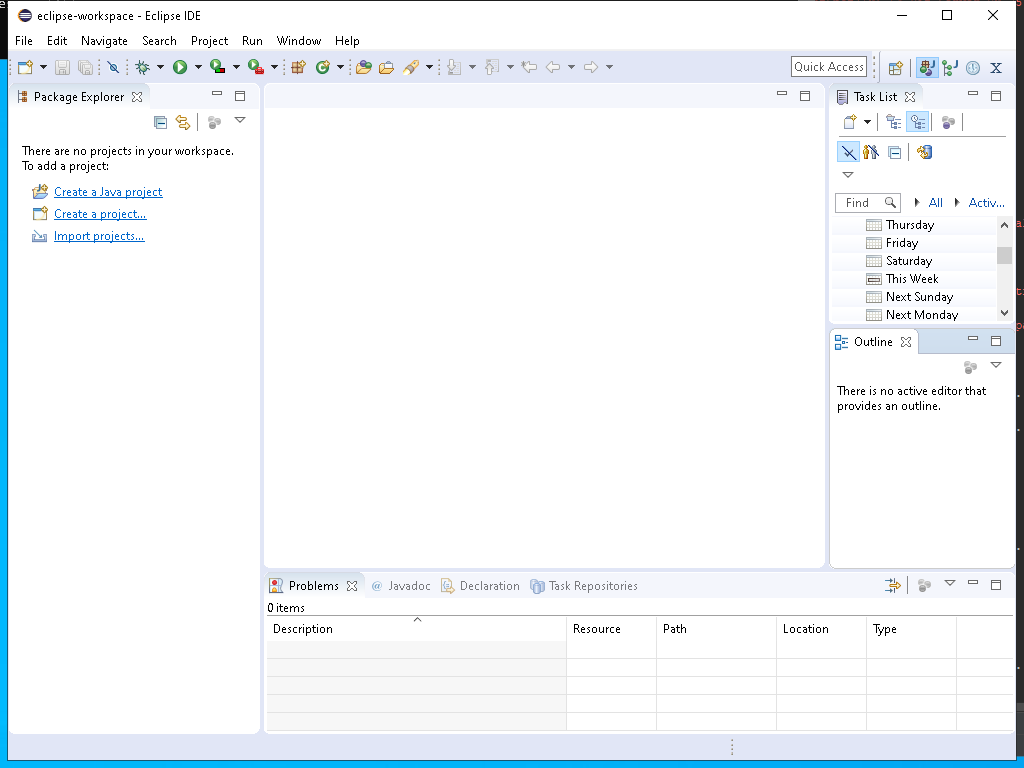 eclipse-workspace - Eclipse IDE
File Edit Navigate Search Project Run Window Help
Quick Access
Package Explorer
There are no projects in your workspace.
To add a project:
Create a Java project
Create a project...
Import projects...
Task List
Find
All
Activ...
Thursday
Friday
Saturday
This Week
Next Sunday
Next Monday
Outline
There is no active editor that
provides an outline.
Problems @ Javadoc Declaration Task Repositories
0 items
Description Resource Path Location Type